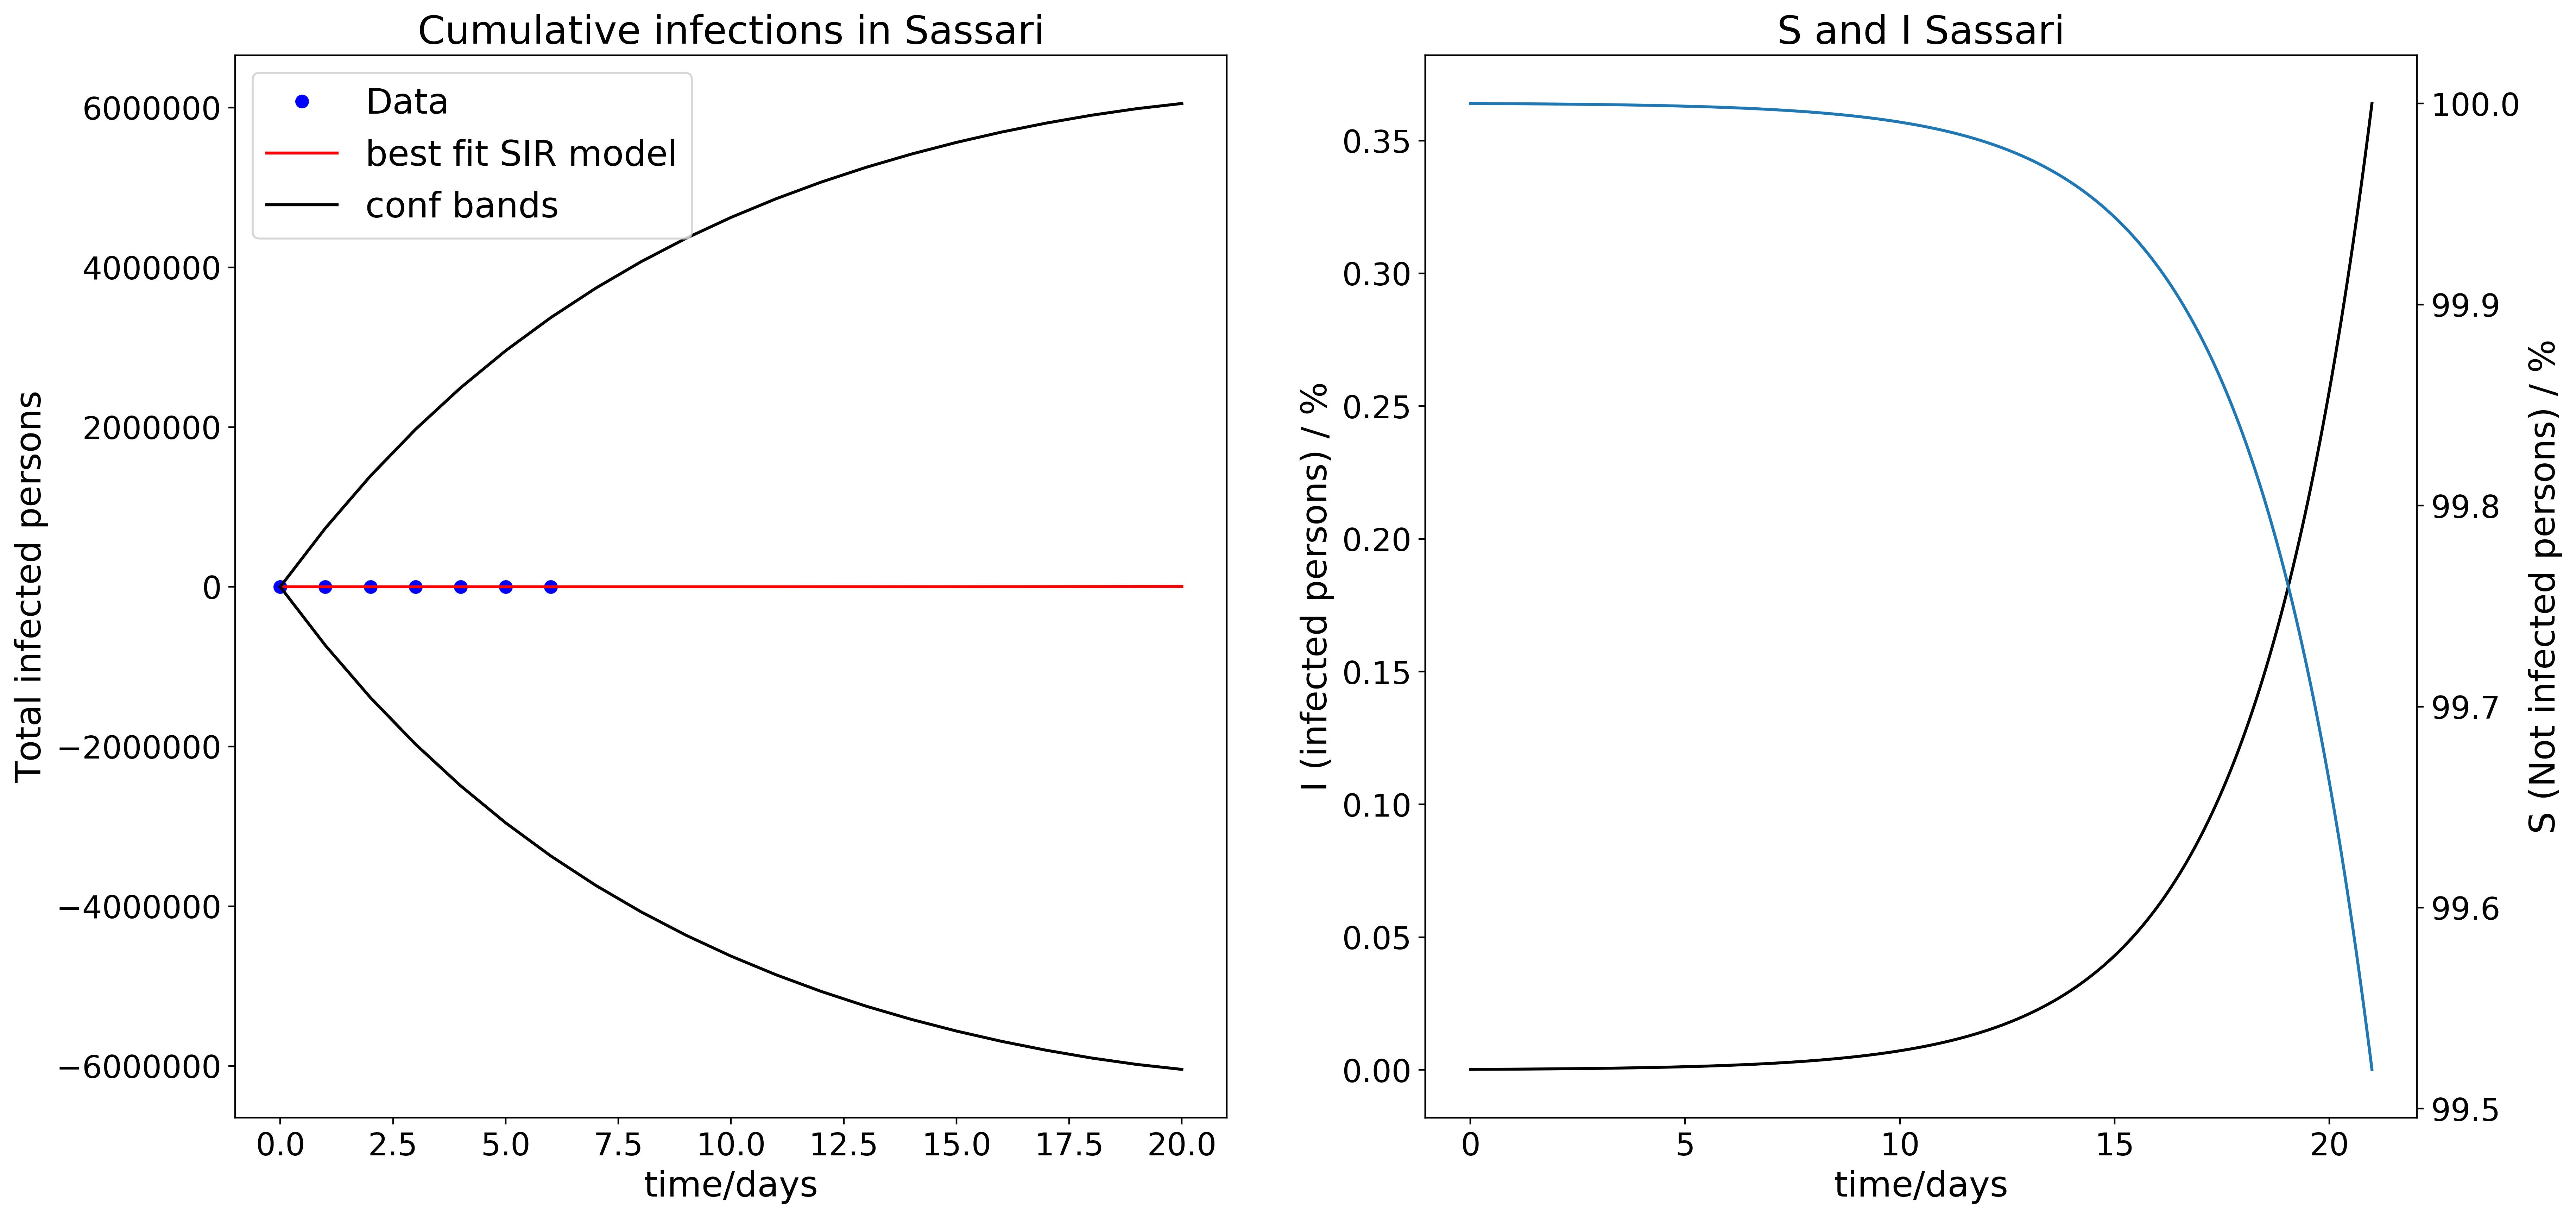 Cumulative infections in Sassari
Data
best fit SIR model
conf bands
6000000
4000000
2000000
0
−2000000
−4000000
−6000000
Total infected persons
0.0 2.5 5.0 7.5 10.0 12.5 15.0 17.5 20.0
time/days
S and I Sassari
0.35
0.30
0.25
0.20
0.15
0.10
0.05
0.00
I (infected persons) / %
100.0
99.9
99.8
99.7
99.6
99.5
S (Not infected persons) / %
0 5 10 15 20
time/days